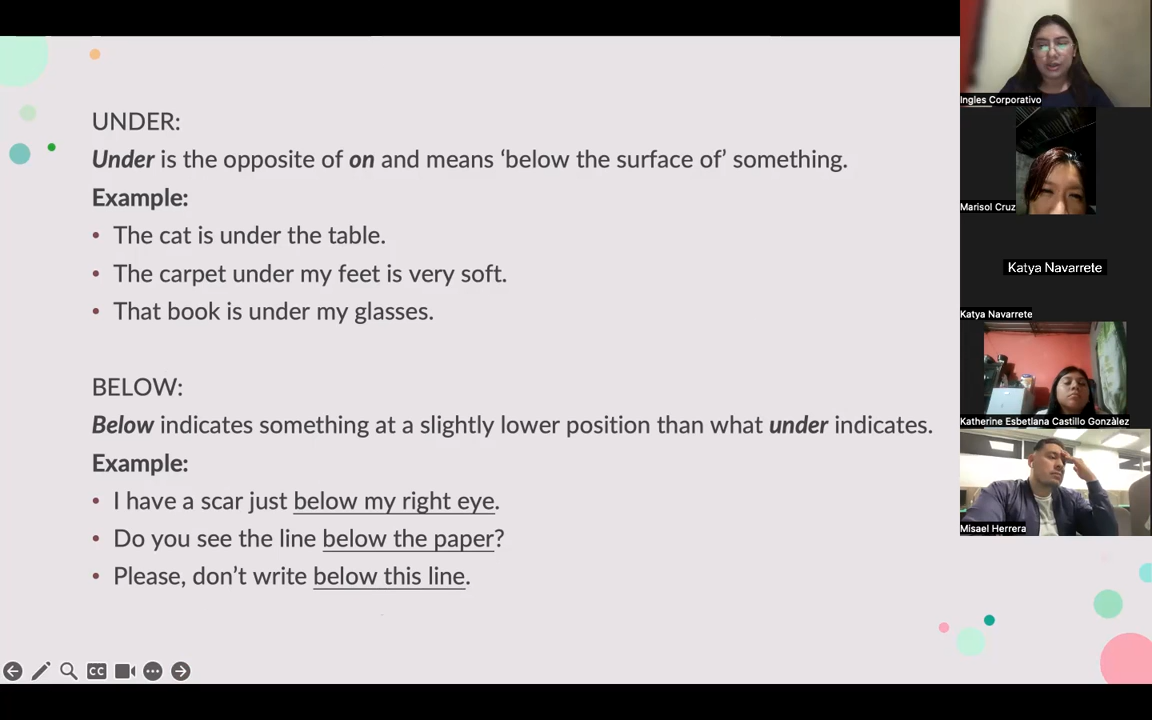 UNDER:
Under is the opposite of on and means ‘below the surface of’ something.
Example:
• The cat is under the table.
• The carpet under my feet is very soft.
• That book is under my glasses.
BELOW:
Below indicates something at a slightly lower position than what under indicates.
Example:
• I have a scar just below my right eye.
• Do you see the line below the paper?
• Please, don’t write below this line.
CC
Ingles Corporativo
Marisol Cruz
Katya Navarrete
Katya Navarrete
Katherine Esbetlana Castillo Gonzàlez
Misael Herrera